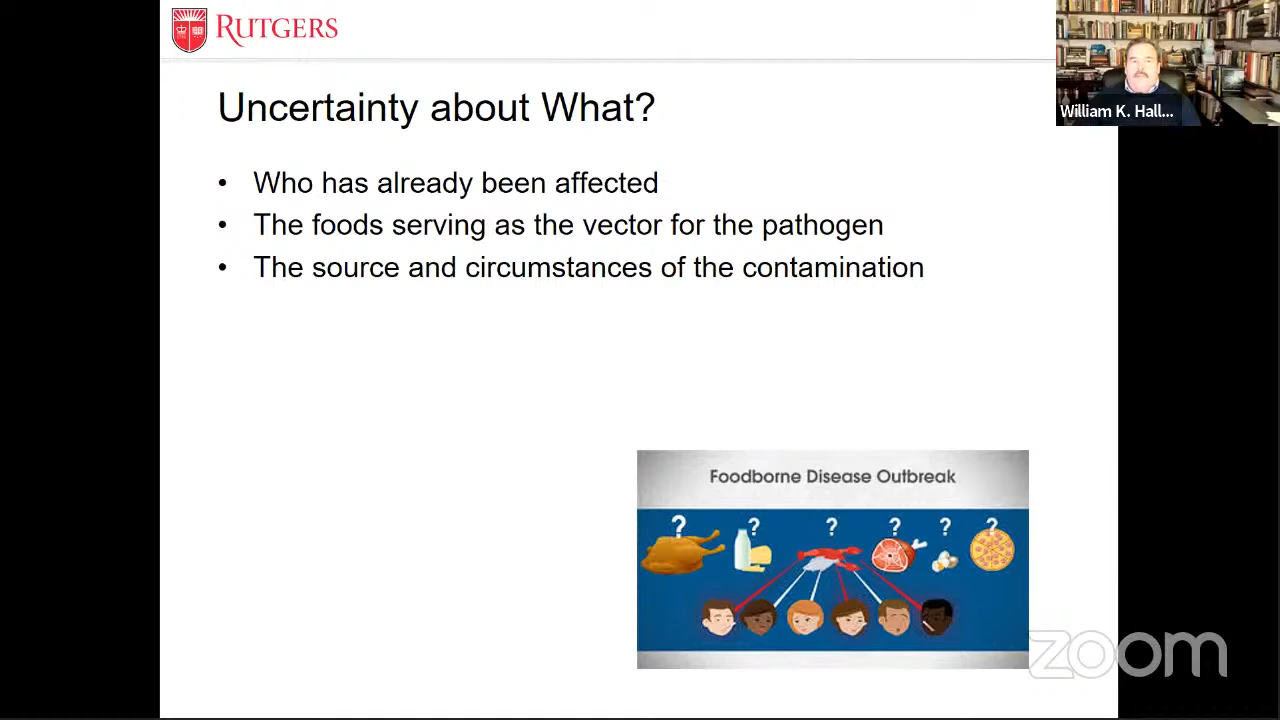 RUTGERS
William K. Hall...
Uncertainty about What?
• Who has already been affected
• The foods serving as the vector for the pathogen
• The source and circumstances of the contamination
Foodborne Disease Outbreak
? ? ? ? ? ?
zoom